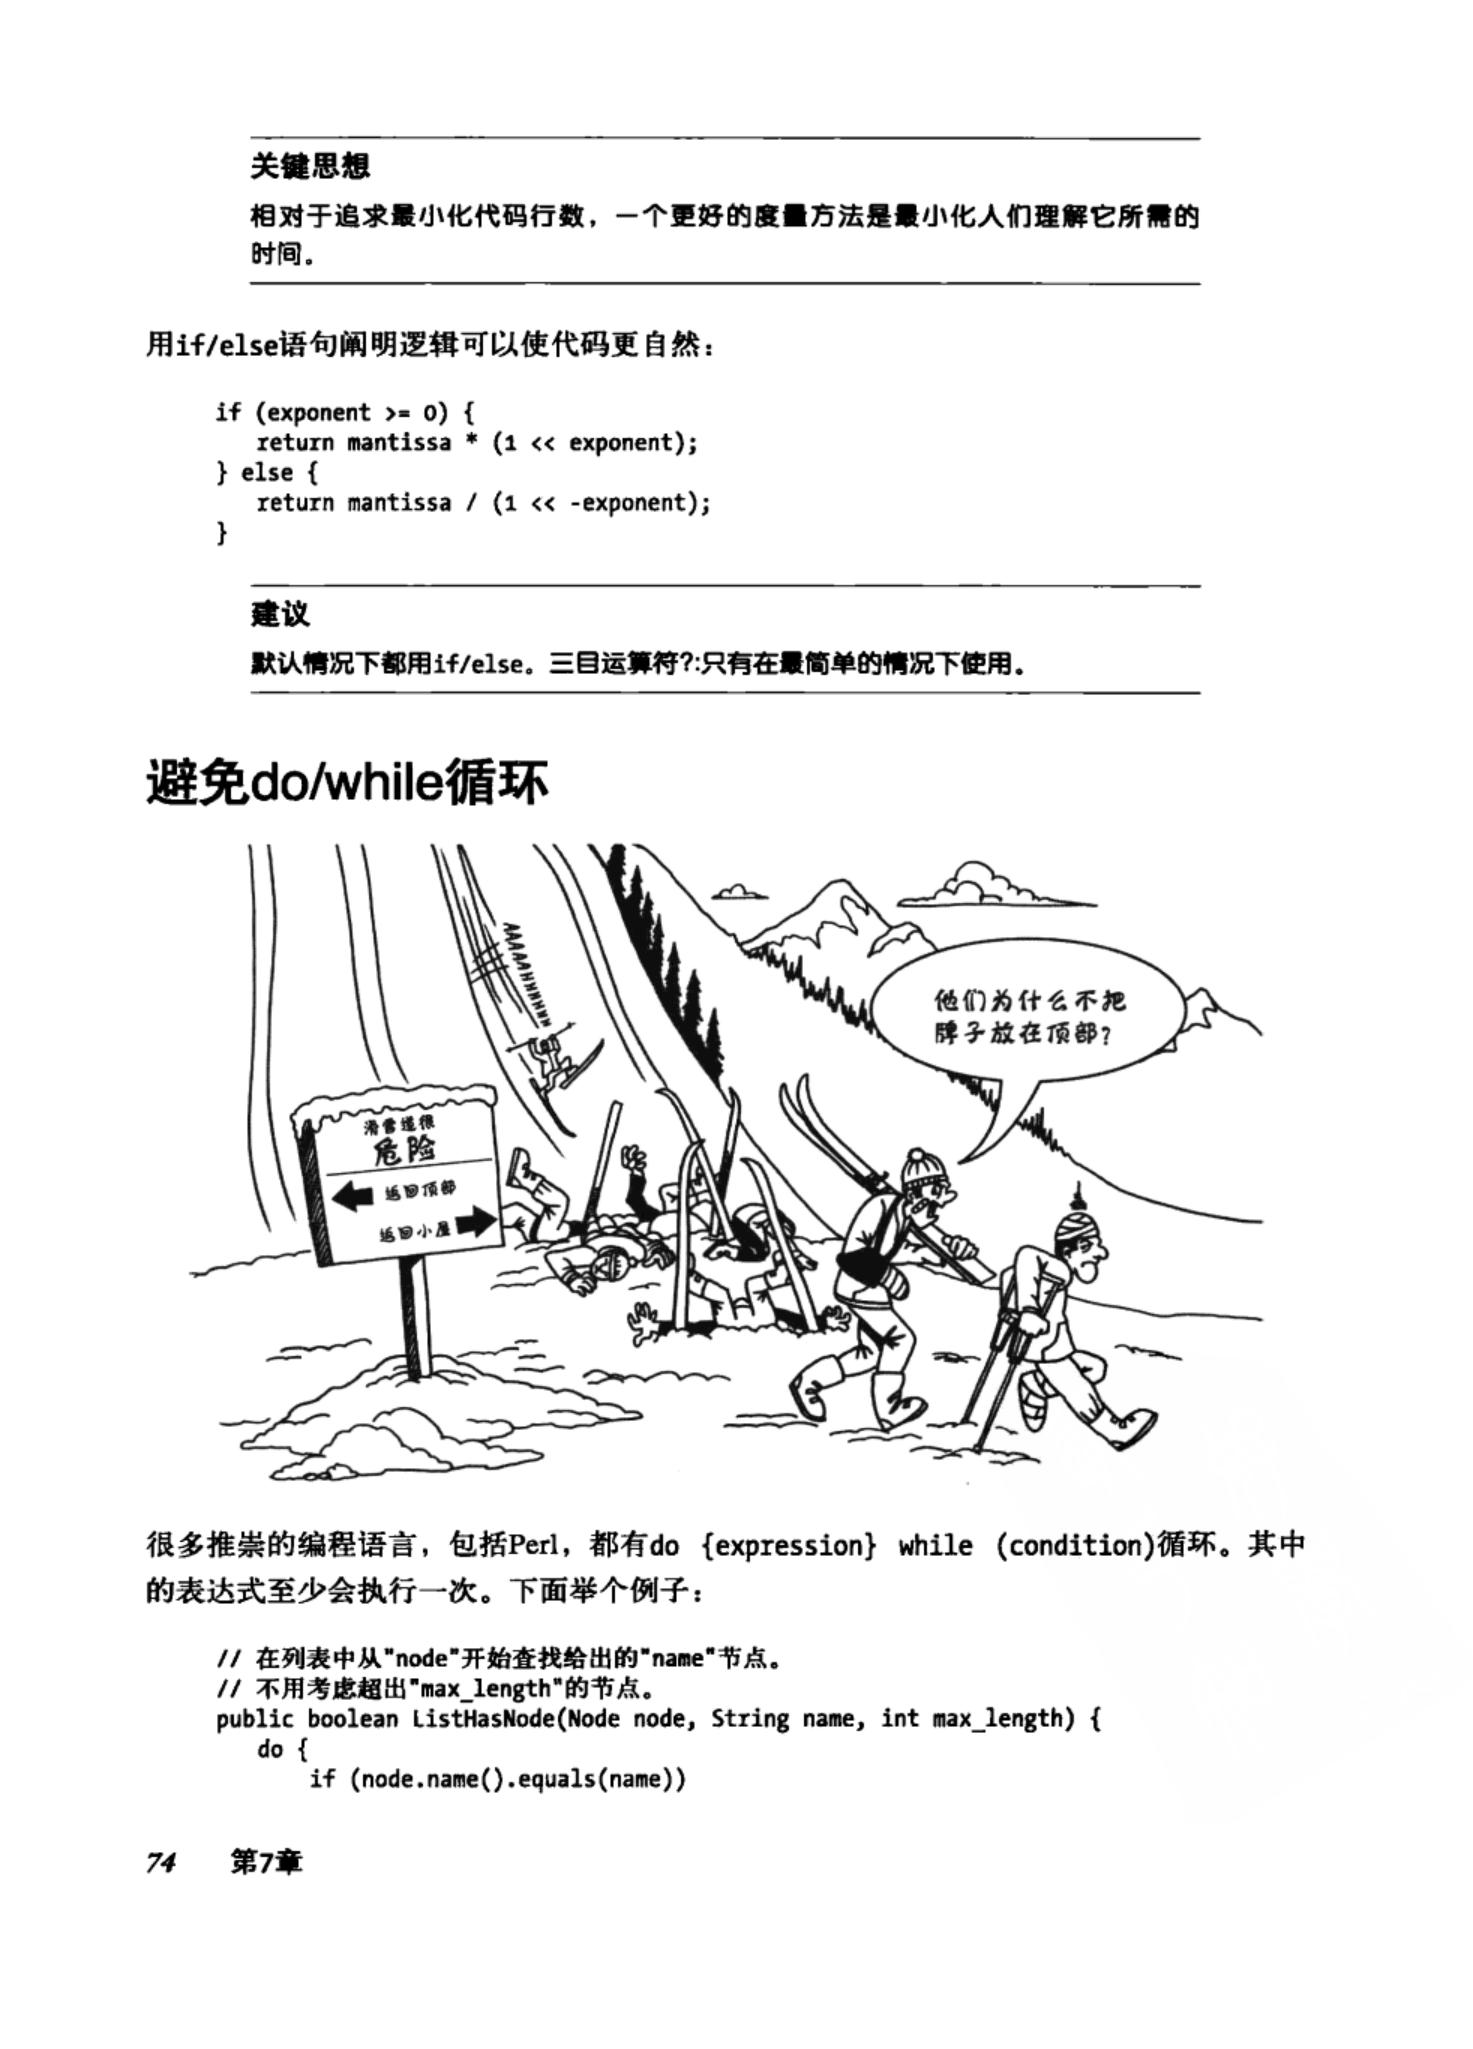 关键思想
相对于追求最小化代码行数，一个更好的度量方法是最小化人们理解它所需的
时间。
用if/else语句阐明逻辑可以使代码更自然：
if (exponent >= 0) {
return mantissa * (1 << exponent);
} else {
return mantissa / (1 << -exponent);
}
建议
默认情况下都用if/else。三目运算符?:只有在最简单的情况下使用。
避免do/while循环
AAAAAHHHHHH
他们为什么不把
牌子放在顶部？
滑雪道很
危险
返回顶部
返回小屋
很多推崇的编程语言，包括Perl，都有do {expression} while (condition)循环。其中
的表达式至少会执行一次。下面举个例子：
// 在列表中从"node"开始查找给出的"name"节点。
// 不用考虑超出"max_length"的节点。
public boolean ListHasNode(Node node, String name, int max_length) {
do {
if (node.name().equals(name))
74 第7章